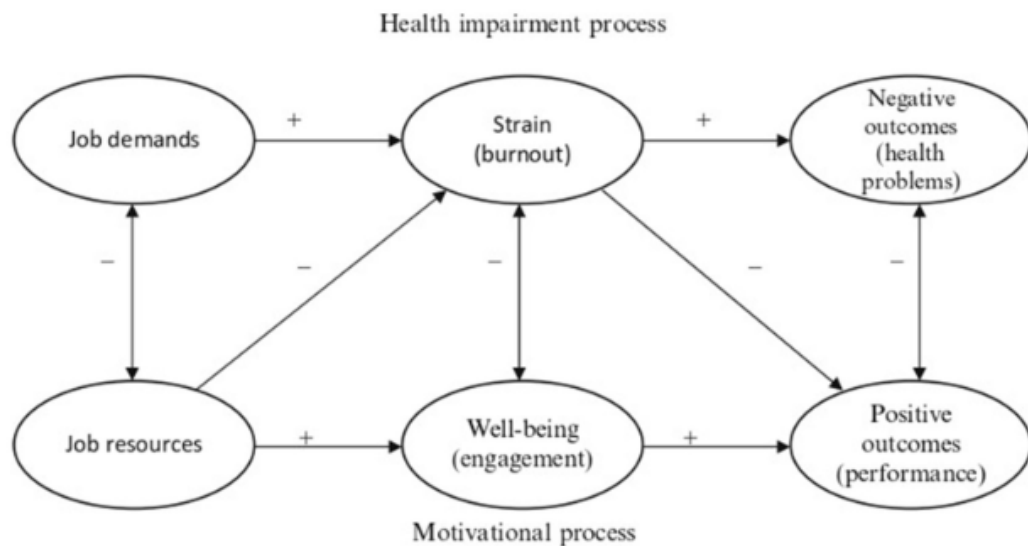 Health impairment process
Job demands
+
Strain
(burnout)
+
Negative
outcomes
(health
problems)
–
–
–
–
–
Job resources
+
Well-being
(engagement)
+
Positive
outcomes
(performance)
Motivational process